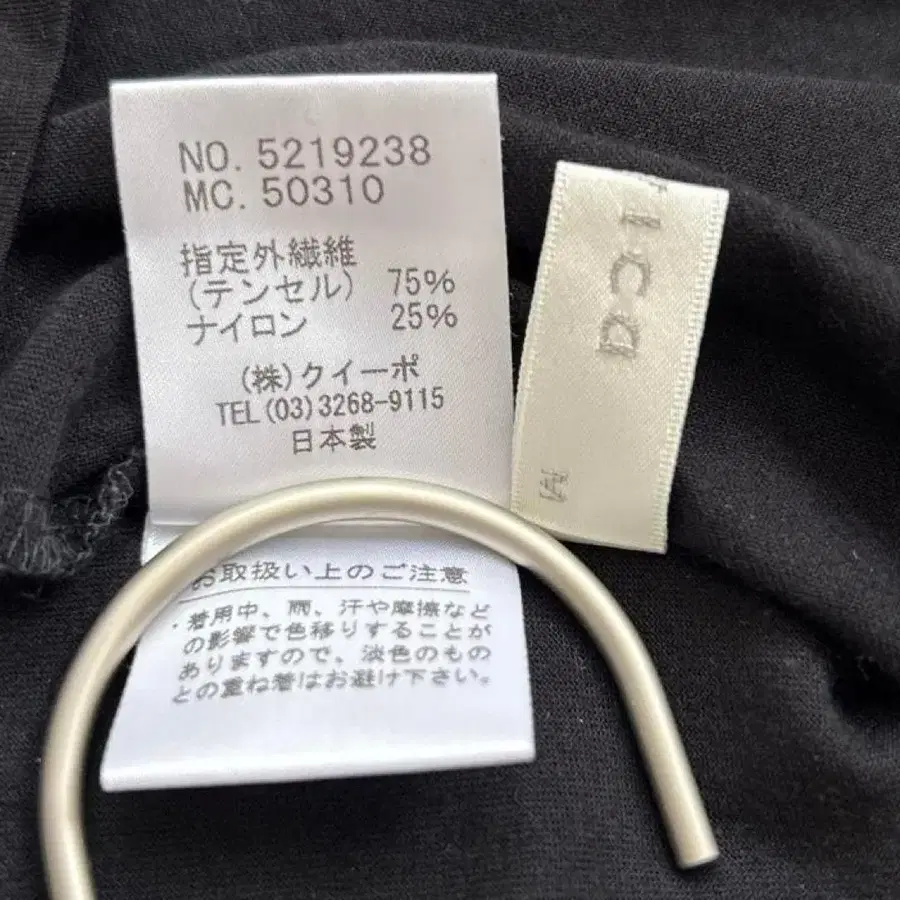 NO. 5219238
MC. 50310
指定外繊維
(テンセル) 75%
ナイロン 25%
(株)クイーポ
TEL(03)3268-9115
日本製
お取扱い上のご注意
・着用中、雨、汗や摩擦など
の影響で色移りすることが
ありますので、淡色のもの
との重ね着はお避け下さい。
ica
M